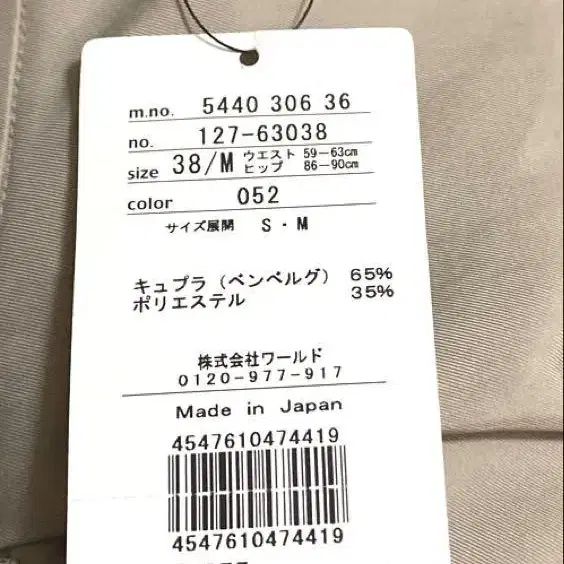 m.no. 5440 306 36
no. 127-63038
size 38/M ウエスト 59-63cm
ヒップ 86-90cm
color 052
サイズ展開 S・M
キュプラ（ベンベルグ） 65%
ポリエステル 35%
株式会社ワールド
0120-977-917
Made in Japan
4547610474419
4547610474419